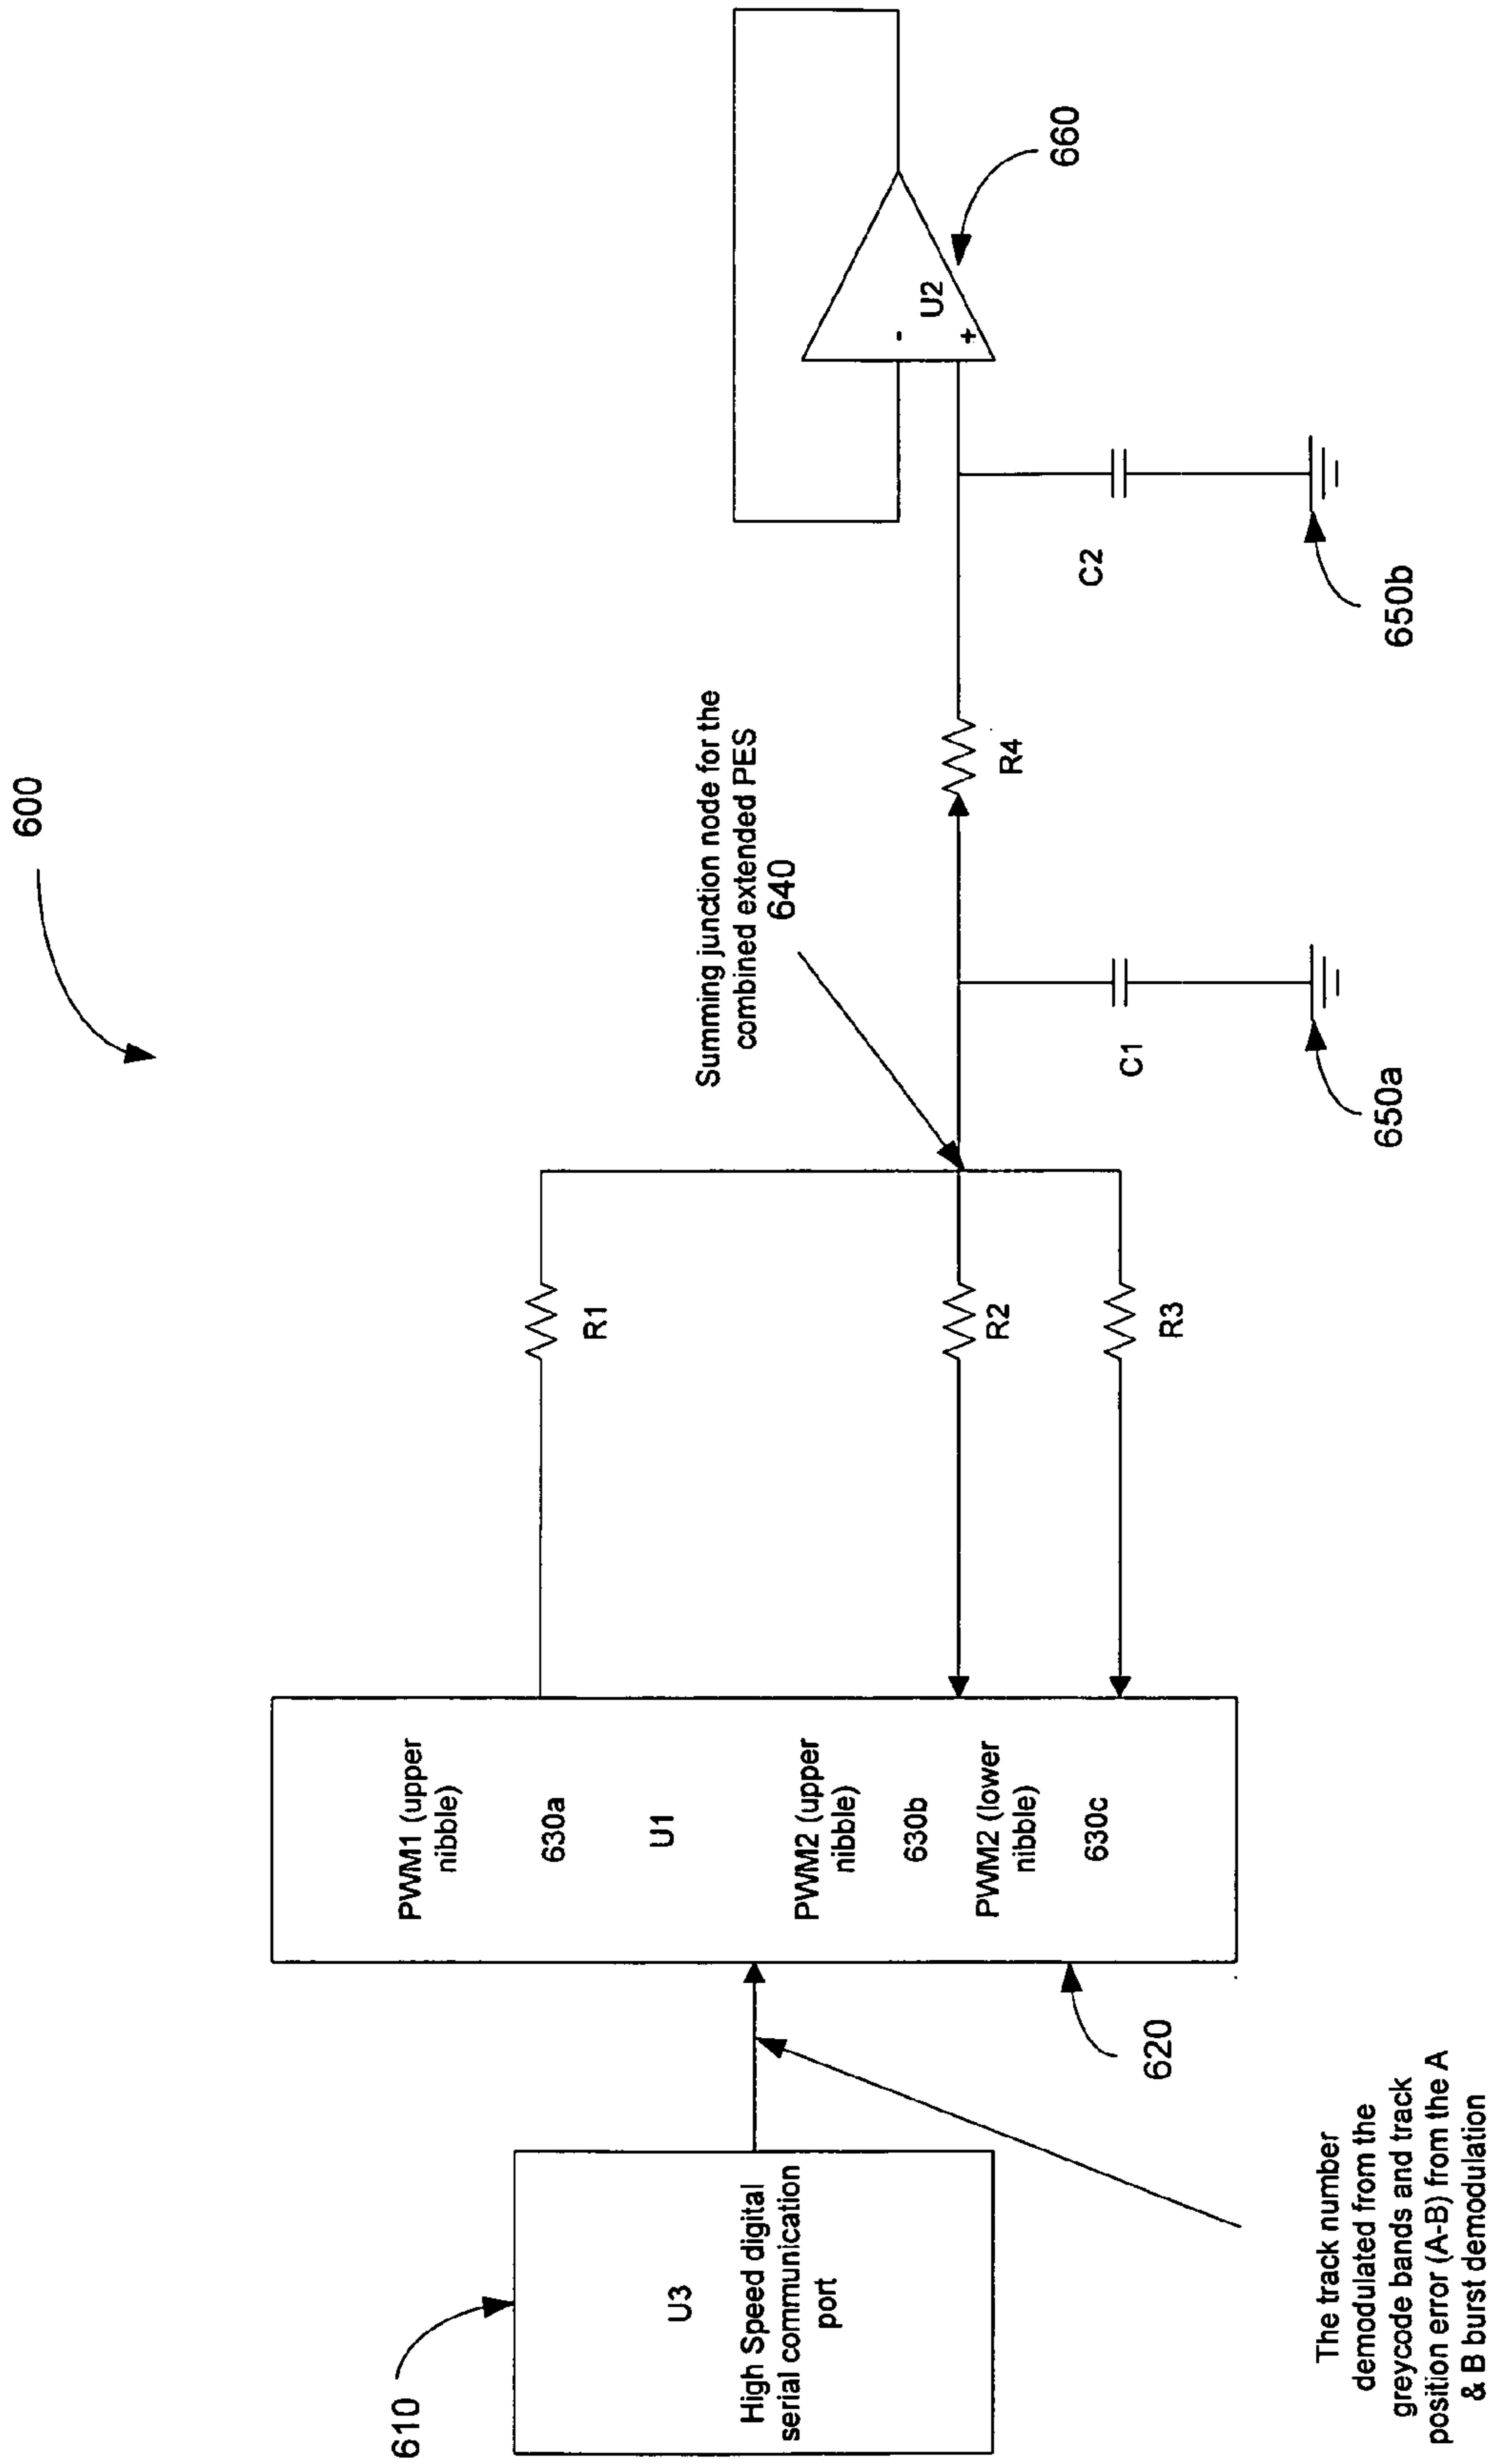 600
610
U3
High Speed digital
serial communication
port
The track number
demodulated from the
greycode bands and track
position error (A-B) from the A
& B burst demodulation
620
PWM1 (upper
nibble)
630a
U1
PWM2 (upper
nibble)
630b
PWM2 (lower
nibble)
630c
R1
R2
R3
Summing junction node for the
combined extended PES
640
C1
650a
R4
C2
650b
-
+
U2
660